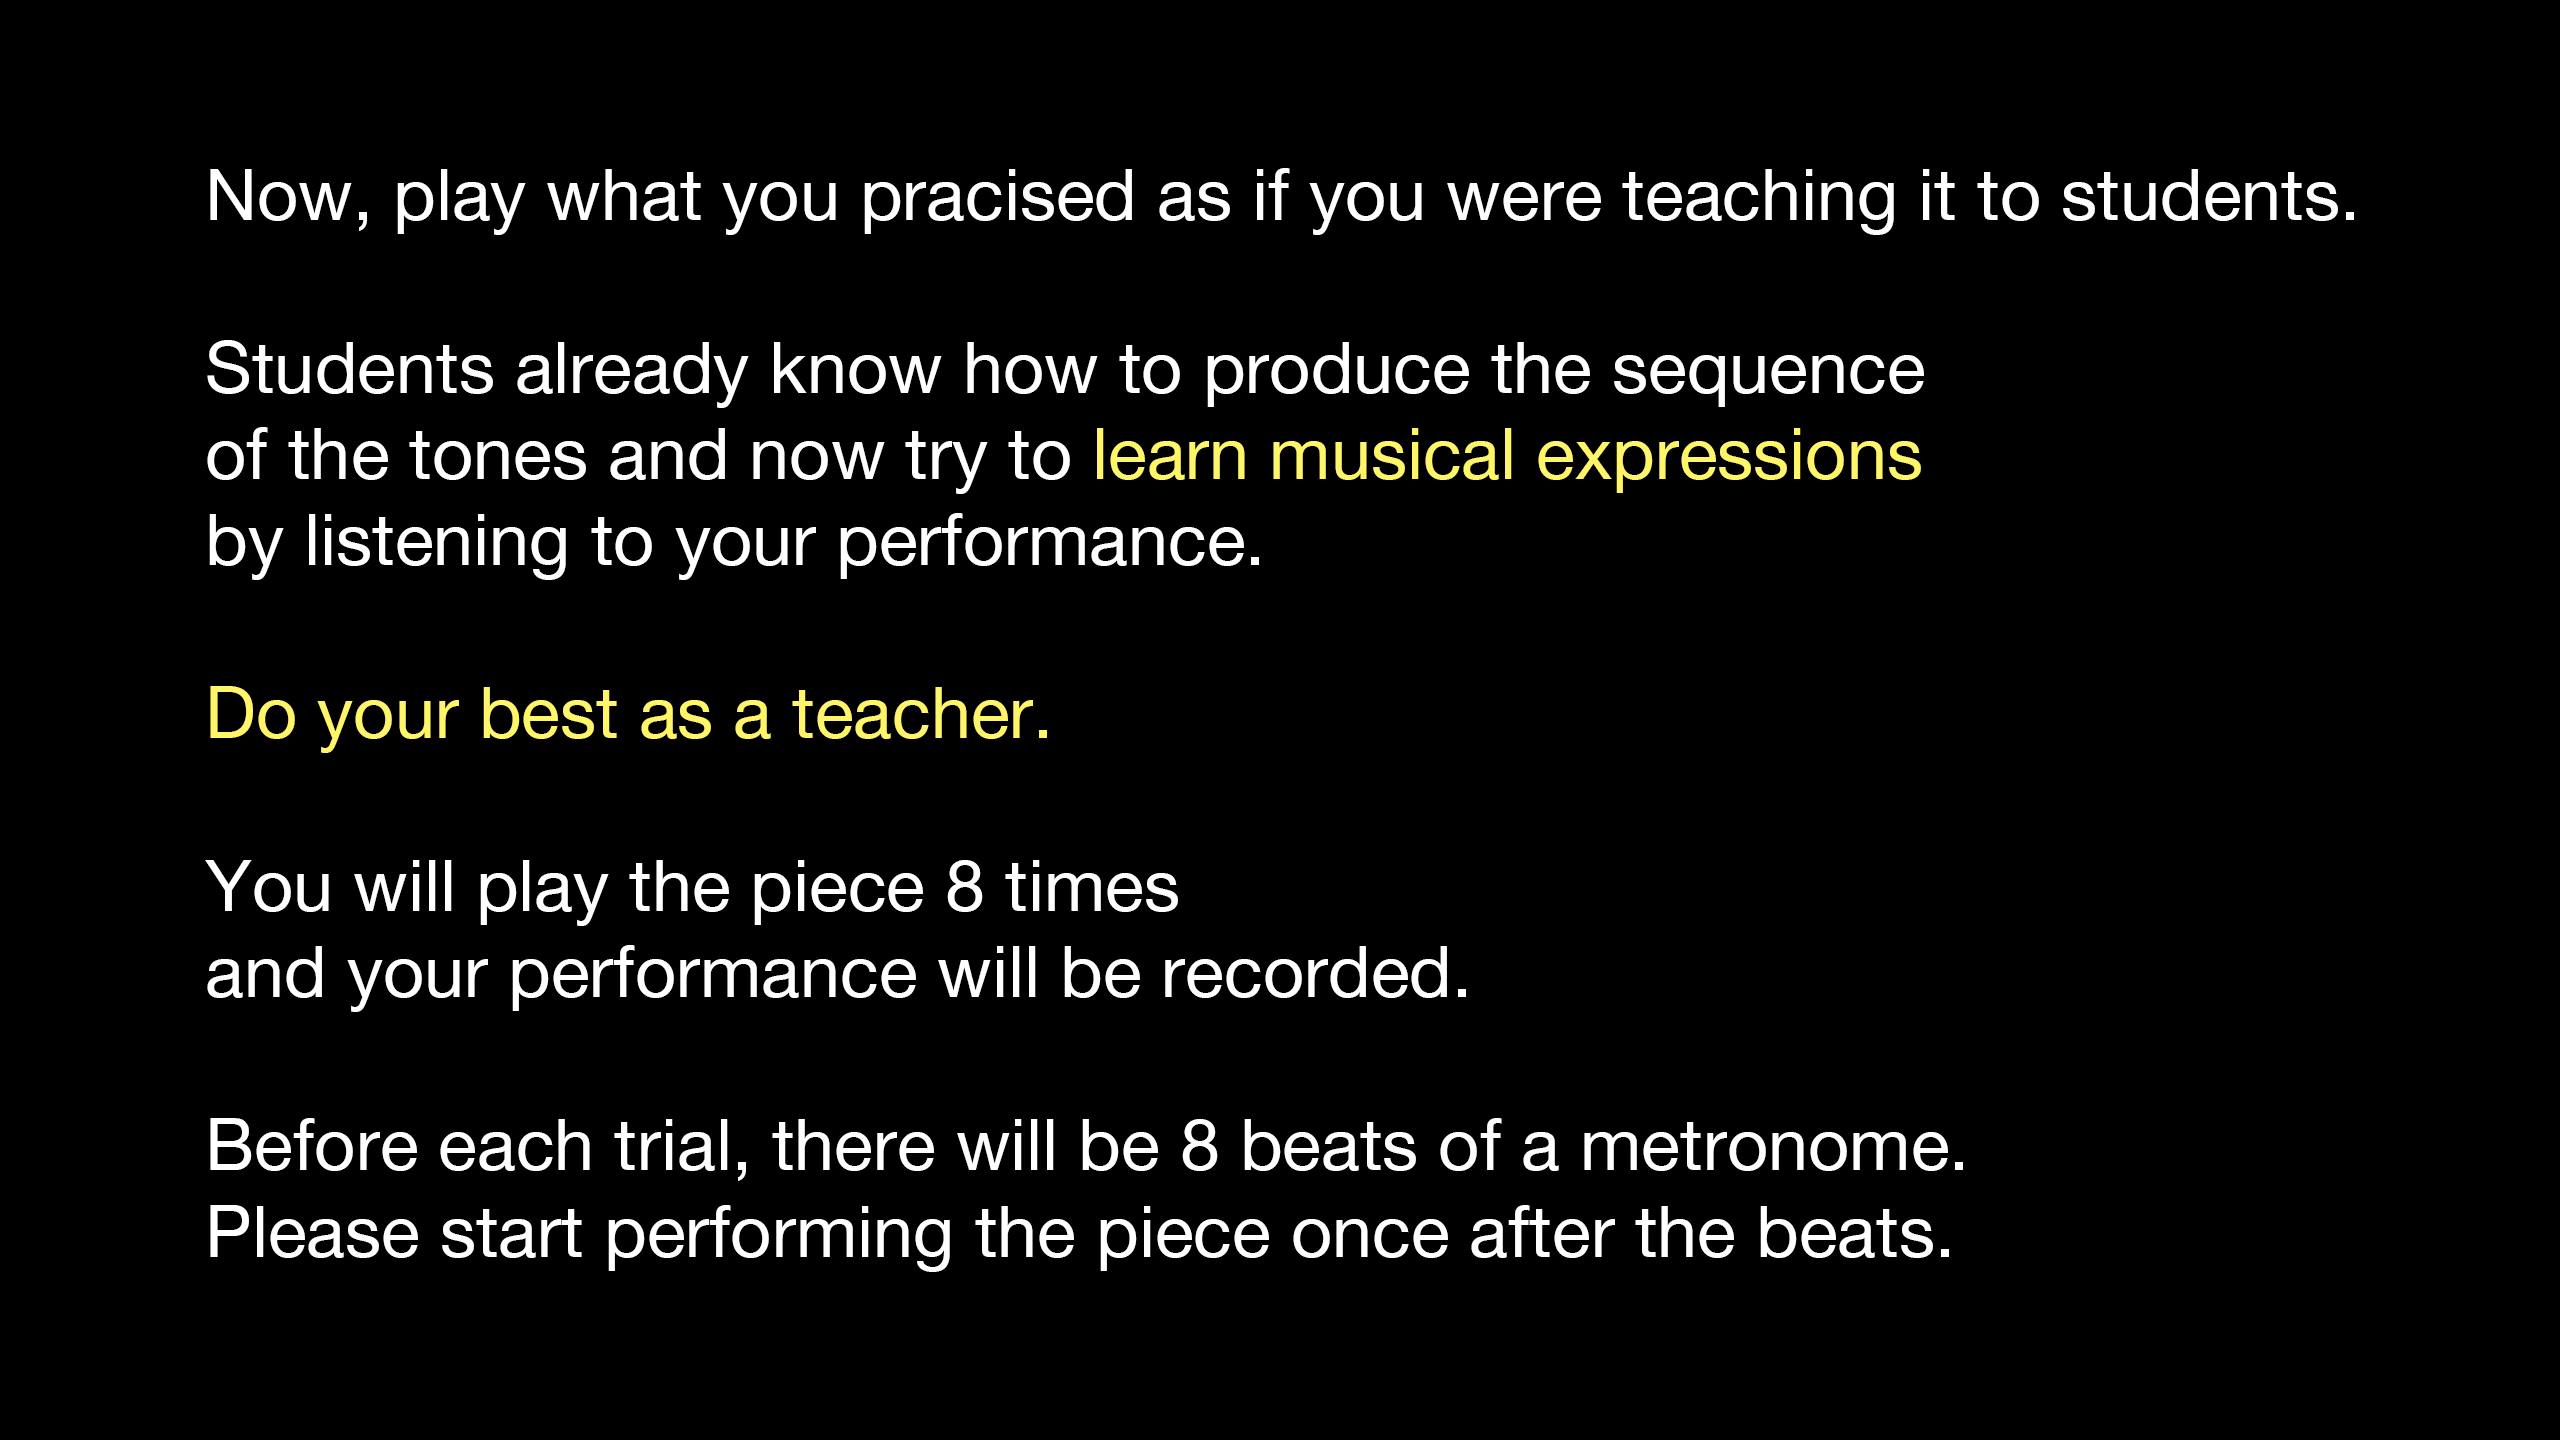 Now, play what you pracised as if you were teaching it to students.
Students already know how to produce the sequence
of the tones and now try to learn musical expressions
by listening to your performance.
Do your best as a teacher.
You will play the piece 8 times
and your performance will be recorded.
Before each trial, there will be 8 beats of a metronome.
Please start performing the piece once after the beats.